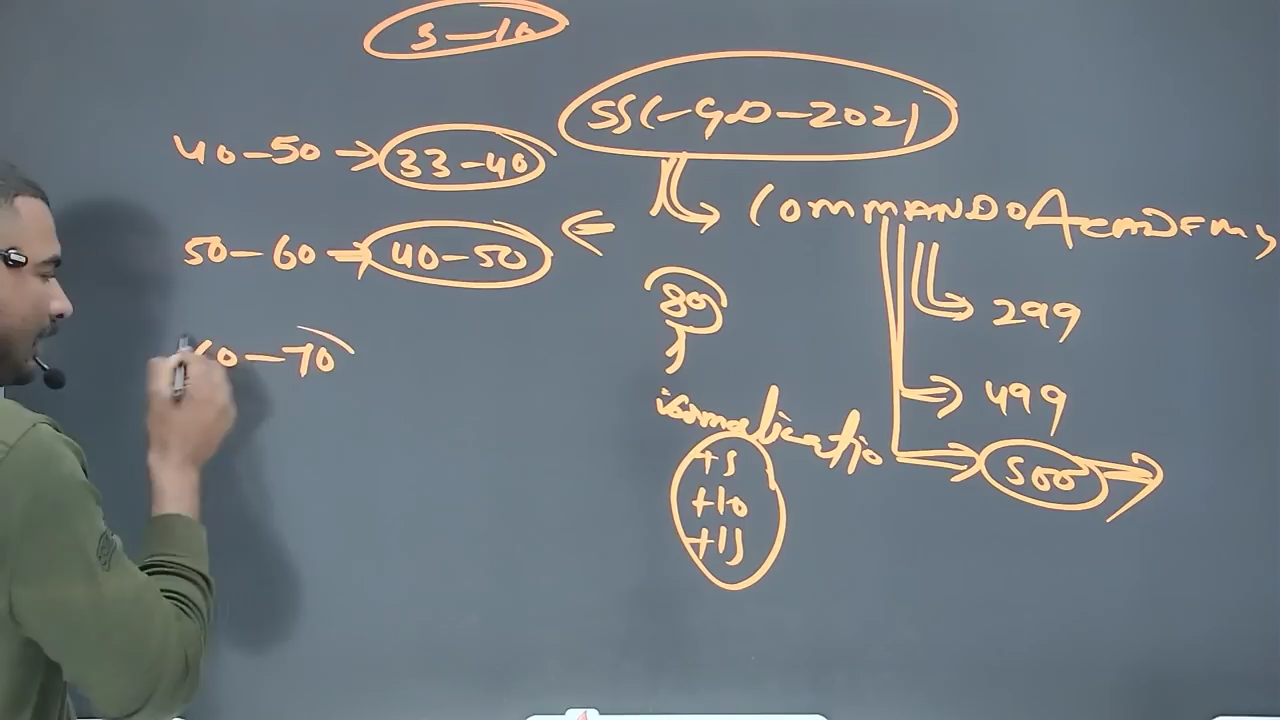 5-10
SSC-GD-2021
40-50 → 33-40
COMMANDO ACADEMY
50-60 → 40-50
80
299
60-70
499
+5
500
+10
+15